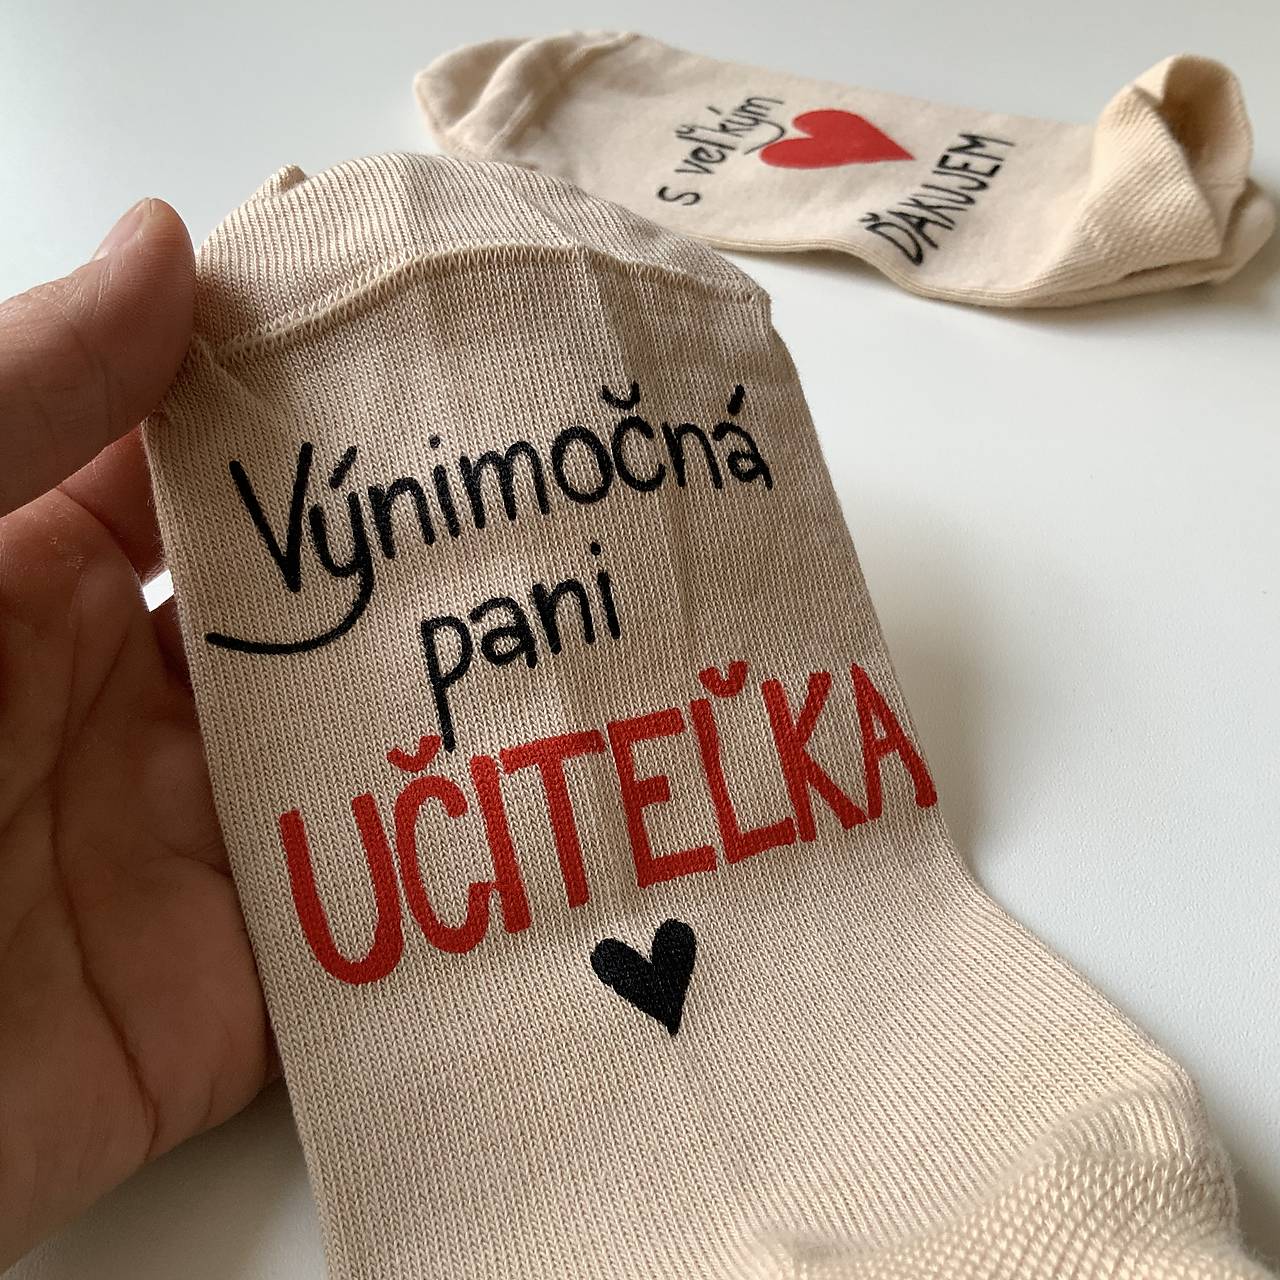 Výnimočná
pani
UČITEĽKA
s veľkým
ĎAKUJEM